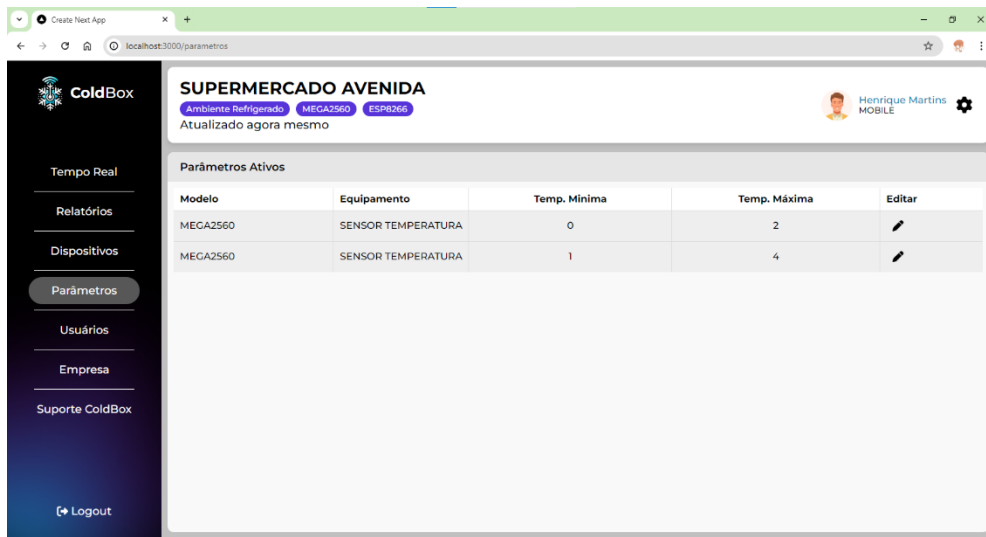 Create Next App
localhost:3000/parametros
ColdBox
SUPERMERCADO AVENIDA
Ambiente Refrigerado MEGA2560 ESP8266
Atualizado agora mesmo
Henrique Martins
MOBILE
Tempo Real
Relatórios
Dispositivos
Parâmetros
Usuários
Empresa
Suporte ColdBox
Logout
Parâmetros Ativos
Modelo Equipamento Temp. Minima Temp. Máxima Editar
MEGA2560 SENSOR TEMPERATURA 0 2
MEGA2560 SENSOR TEMPERATURA 1 4